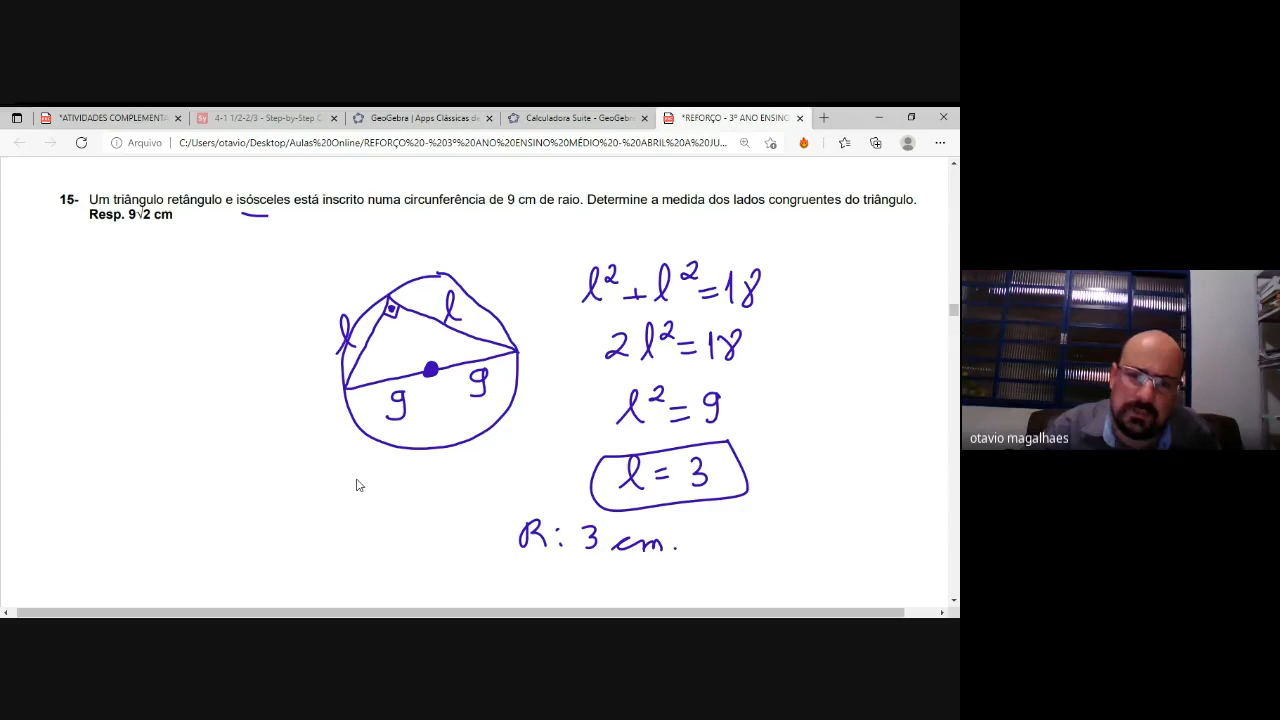 *ATIVIDADES COMPLEMENTA
4-1 1/2-2/3 - Step-by-Step C
GeoGebra | Apps Clássicas de
Calculadora Suite - GeoGebra
*REFORÇO - 3º ANO ENSINO
Arquivo
C:/Users/otavio/Desktop/Aulas%20Online/REFORÇO%20-%203º%20ANO%20ENSINO%20MÉDIO%20-%20ABRIL%20A%20JU...
15- Um triângulo retângulo e isósceles está inscrito numa circunferência de 9 cm de raio. Determine a medida dos lados congruentes do triângulo.
Resp. 9√2 cm
l
l
9
9
l² + l² = 18
2l² = 18
l² = 9
l = 3
R: 3 cm.
otavio magalhaes